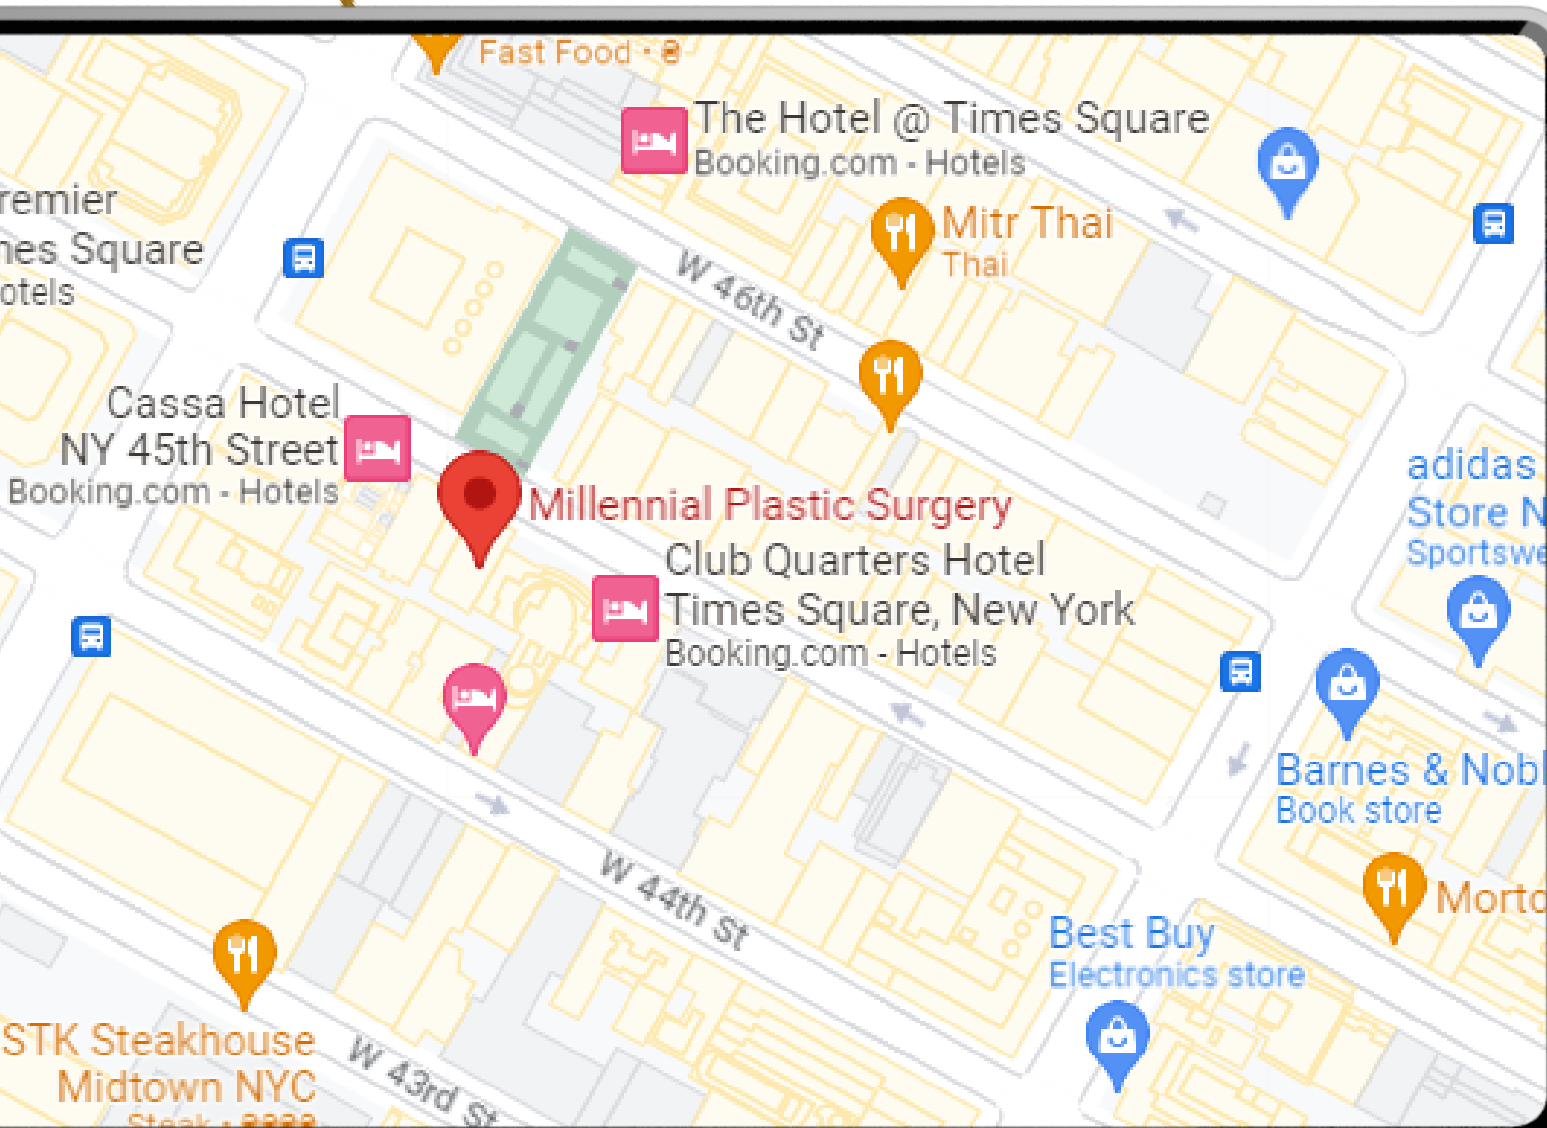 Fast Food ·
The Hotel @ Times Square
Booking.com - Hotels
Mitr Thai
Thai
remier
nes Square
otels
W 46th St
Cassa Hotel
NY 45th Street
Booking.com - Hotels
Millennial Plastic Surgery
Club Quarters Hotel
Times Square, New York
Booking.com - Hotels
adidas
Store N
Sportswe
Barnes & Nobl
Book store
Morto
W 44th St
Best Buy
Electronics store
STK Steakhouse
Midtown NYC
Steak ·
W 43rd St